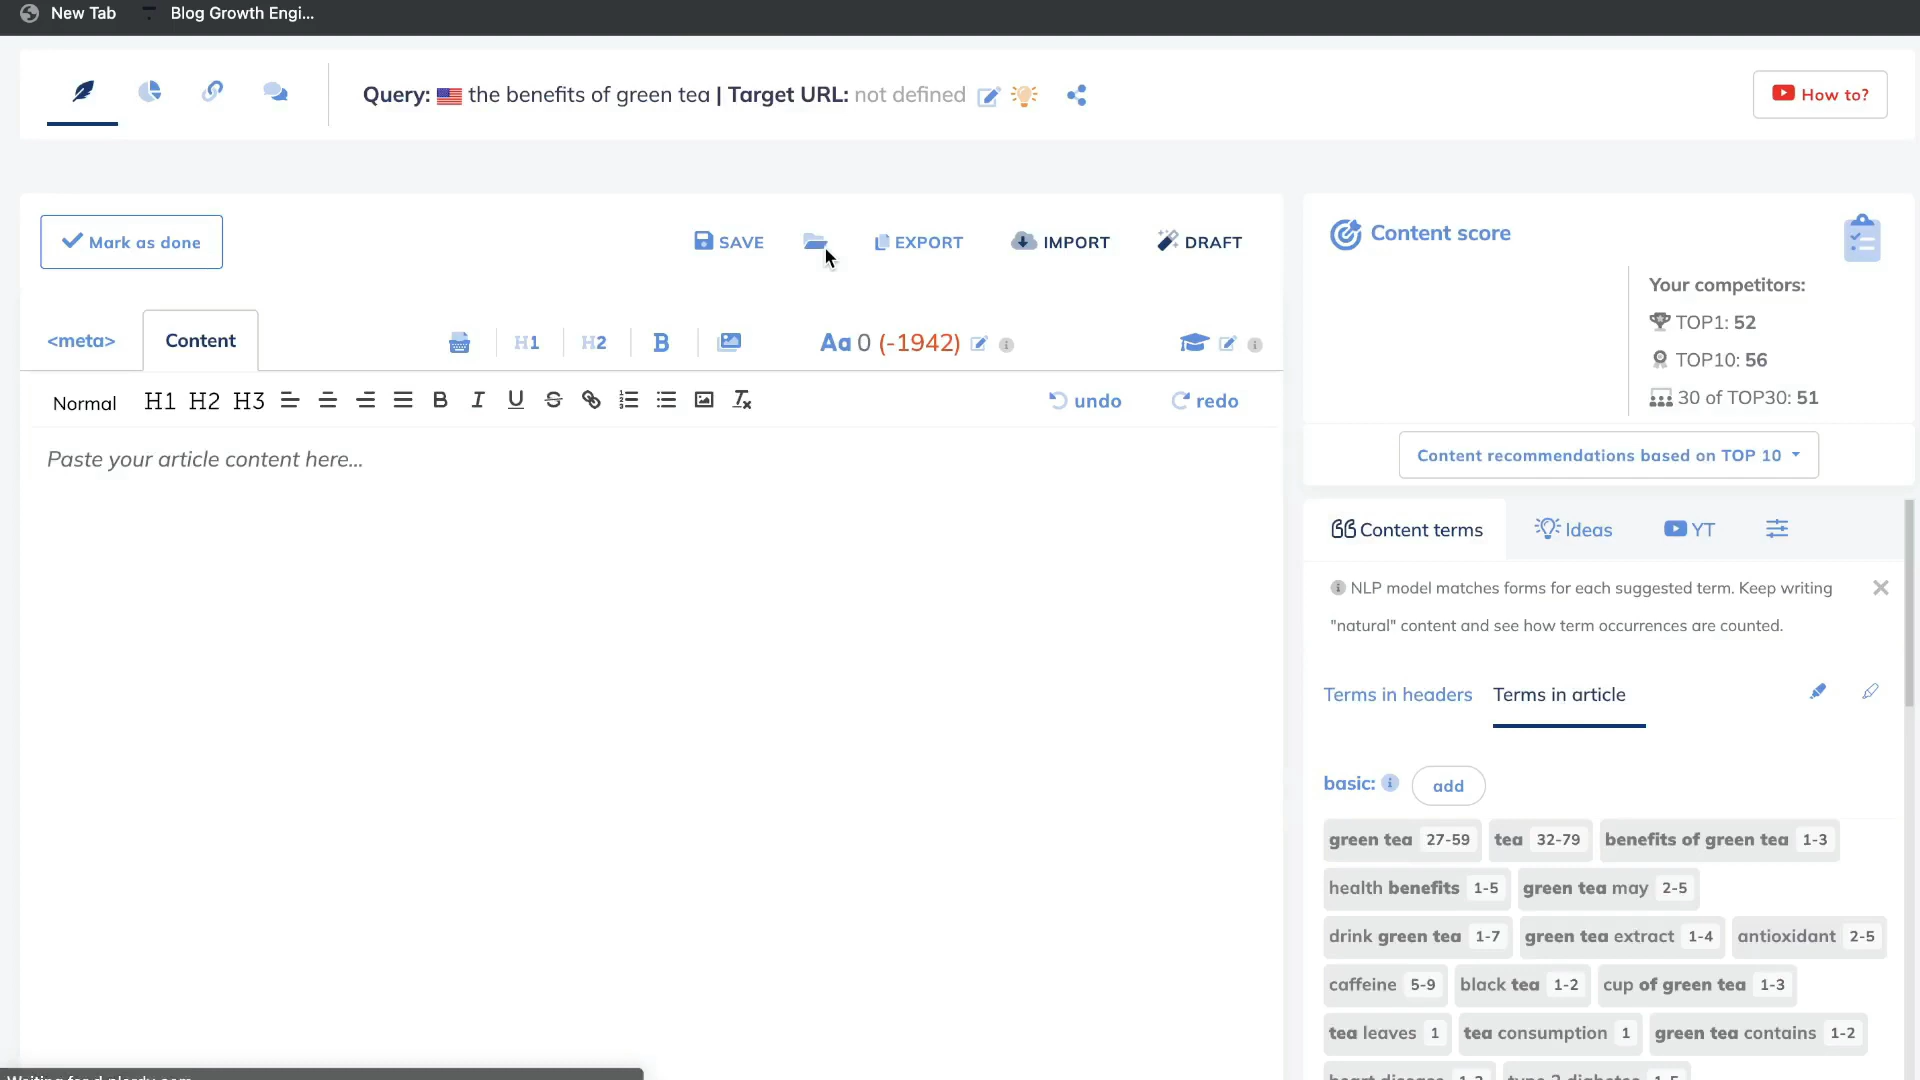 New Tab
Blog Growth Engi...
Query: the benefits of green tea | Target URL: not defined
How to?
Mark as done
SAVE
EXPORT
IMPORT
DRAFT
<meta>
Content
H1
H2
B
Aa 0 (-1942)
Normal
H1 H2 H3
B I U S
undo
redo
Paste your article content here...
Content score
Your competitors:
TOP1: 52
TOP10: 56
30 of TOP30: 51
Content recommendations based on TOP 10
Content terms
Ideas
YT
NLP model matches forms for each suggested term. Keep writing
"natural" content and see how term occurrences are counted.
Terms in headers
Terms in article
basic:
add
green tea 27-59
tea 32-79
benefits of green tea 1-3
health benefits 1-5
green tea may 2-5
drink green tea 1-7
green tea extract 1-4
antioxidant 2-5
caffeine 5-9
black tea 1-2
cup of green tea 1-3
tea leaves 1
tea consumption 1
green tea contains 1-2
heart disease
type 2 diabetes